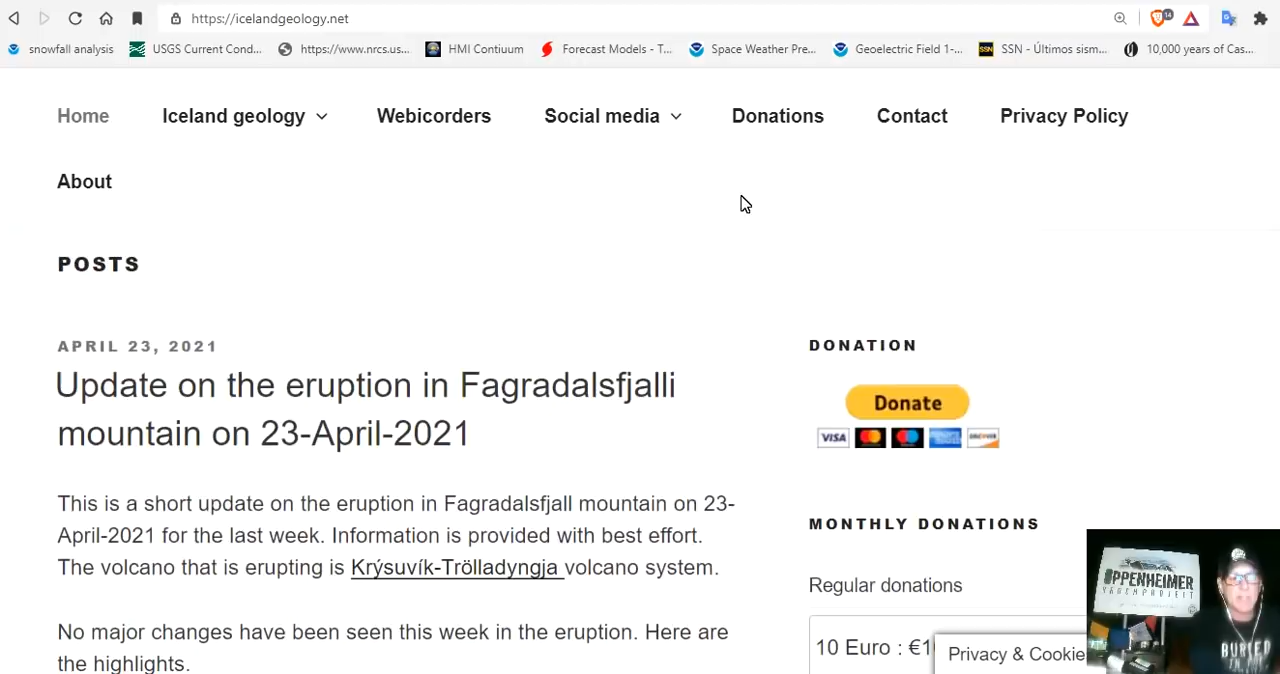 https://icelandgeology.net
14
snowfall analysis
USGS Current Cond...
https://www.nrcs.us...
HMI Contiuum
Forecast Models - T...
Space Weather Pre...
Geoelectric Field 1-...
SSN
SSN - Últimos sism...
10,000 years of Cas...
Home
Iceland geology
Webicorders
Social media
Donations
Contact
Privacy Policy
About
POSTS
APRIL 23, 2021
Update on the eruption in Fagradalsfjalli
mountain on 23-April-2021
This is a short update on the eruption in Fagradalsfjall mountain on 23-
April-2021 for the last week. Information is provided with best effort.
The volcano that is erupting is Krýsuvík-Trölladyngja volcano system.
No major changes have been seen this week in the eruption. Here are
the highlights.
DONATION
Donate
VISA
DISCOVER
MONTHLY DONATIONS
Regular donations
10 Euro : €1
Privacy & Cookie
OPPENHEIMER
RANCH PROJECT
BURIED